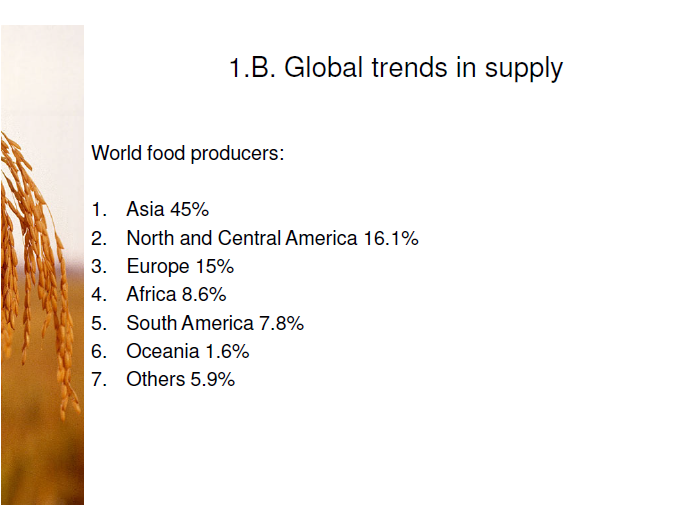 1.B. Global trends in supply
World food producers:
1. Asia 45%
2. North and Central America 16.1%
3. Europe 15%
4. Africa 8.6%
5. South America 7.8%
6. Oceania 1.6%
7. Others 5.9%